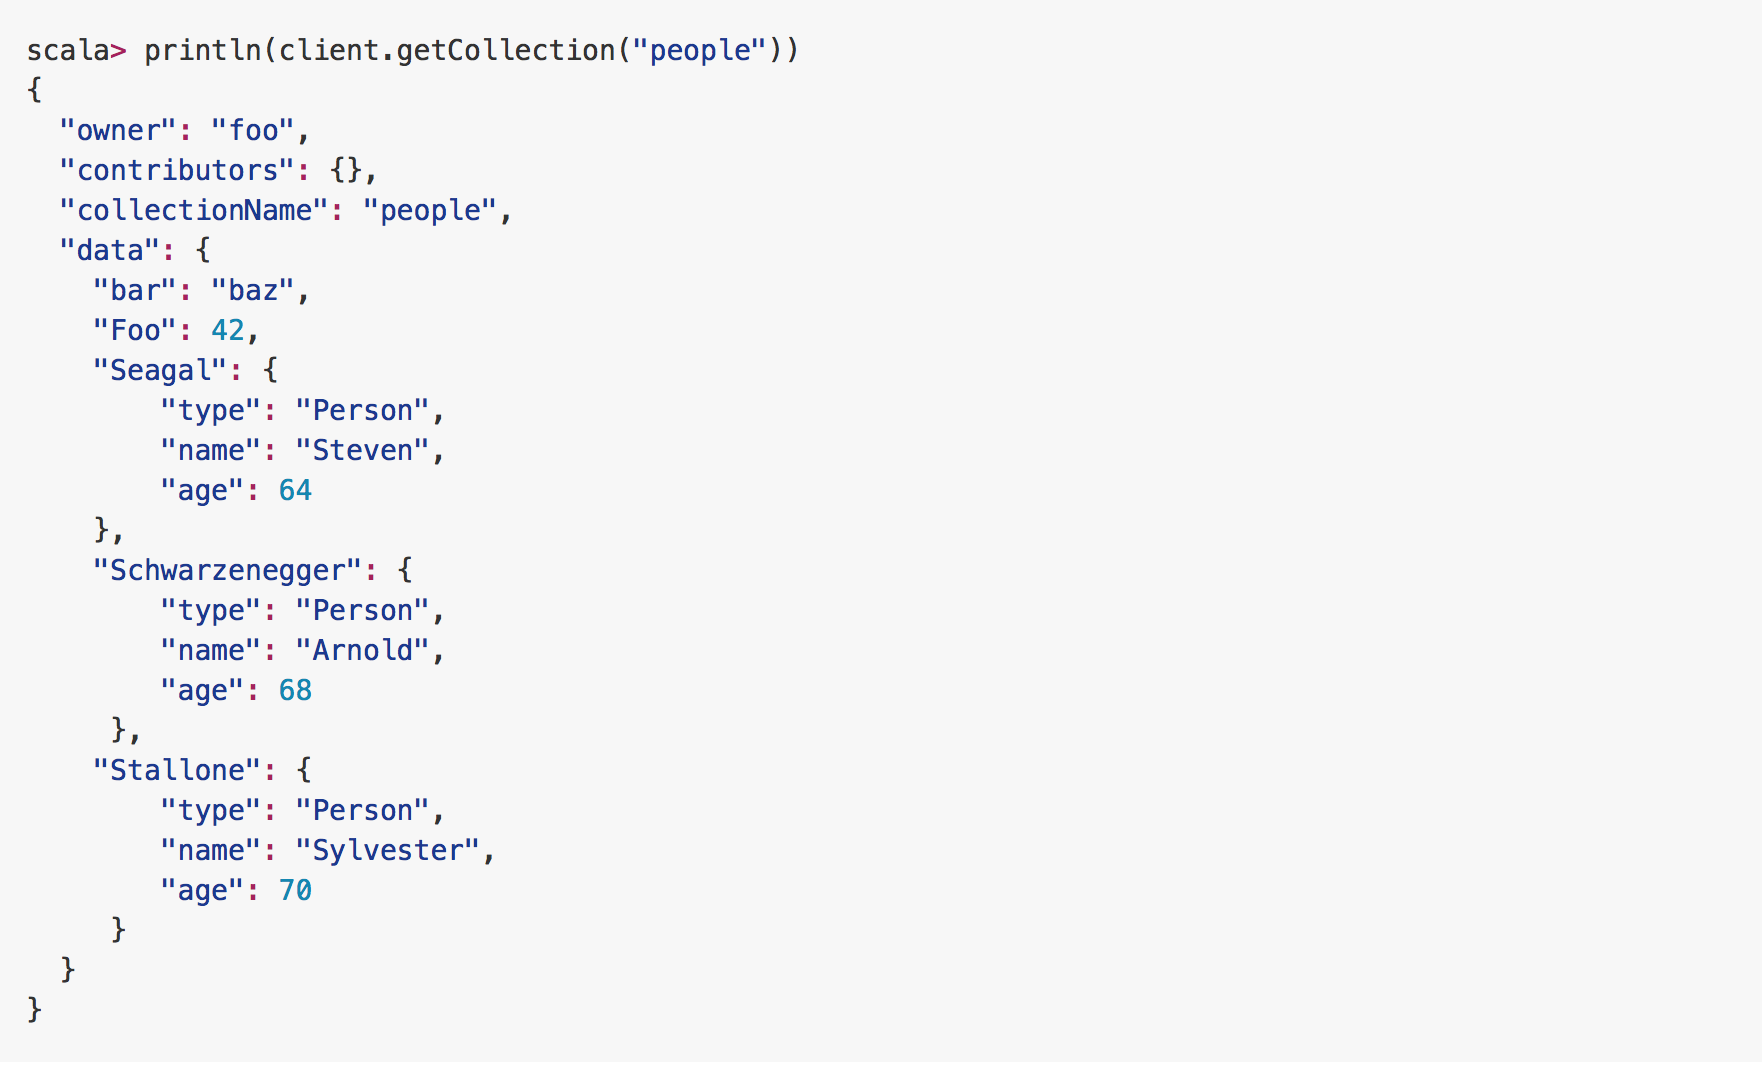 scala> println(client.getCollection("people"))
{
  "owner": "foo",
  "contributors": {},
  "collectionName": "people",
  "data": {
    "bar": "baz",
    "Foo": 42,
    "Seagal": {
        "type": "Person",
        "name": "Steven",
        "age": 64
    },
    "Schwarzenegger": {
        "type": "Person",
        "name": "Arnold",
        "age": 68
     },
    "Stallone": {
        "type": "Person",
        "name": "Sylvester",
        "age": 70
     }
  }
}